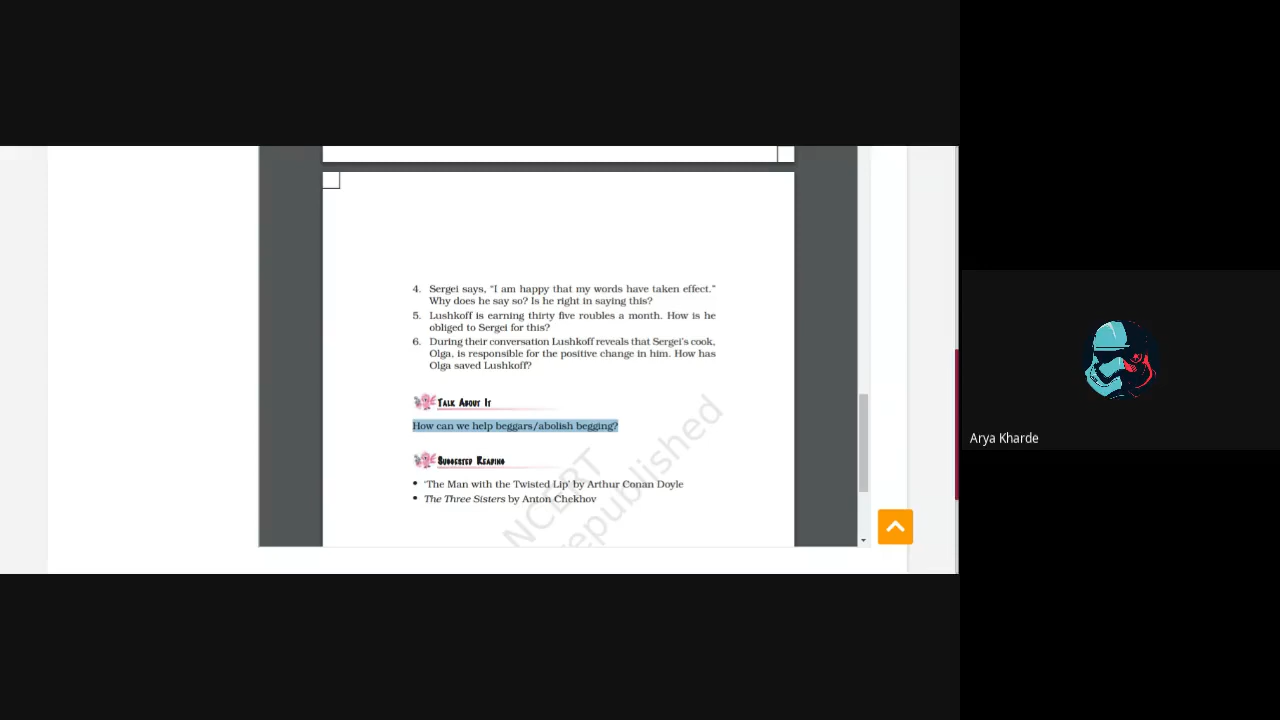 4. Sergei says, “I am happy that my words have taken effect.”
Why does he say so? Is he right in saying this?
5. Lushkoff is earning thirty five roubles a month. How is he
obliged to Sergei for this?
6. During their conversation Lushkoff reveals that Sergei’s cook,
Olga, is responsible for the positive change in him. How has
Olga saved Lushkoff?
TALK ABOUT IT
How can we help beggars/abolish begging?
SUGGESTED READING
• ‘The Man with the Twisted Lip’ by Arthur Conan Doyle
• The Three Sisters by Anton Chekhov
NCERT
republished
Arya Kharde